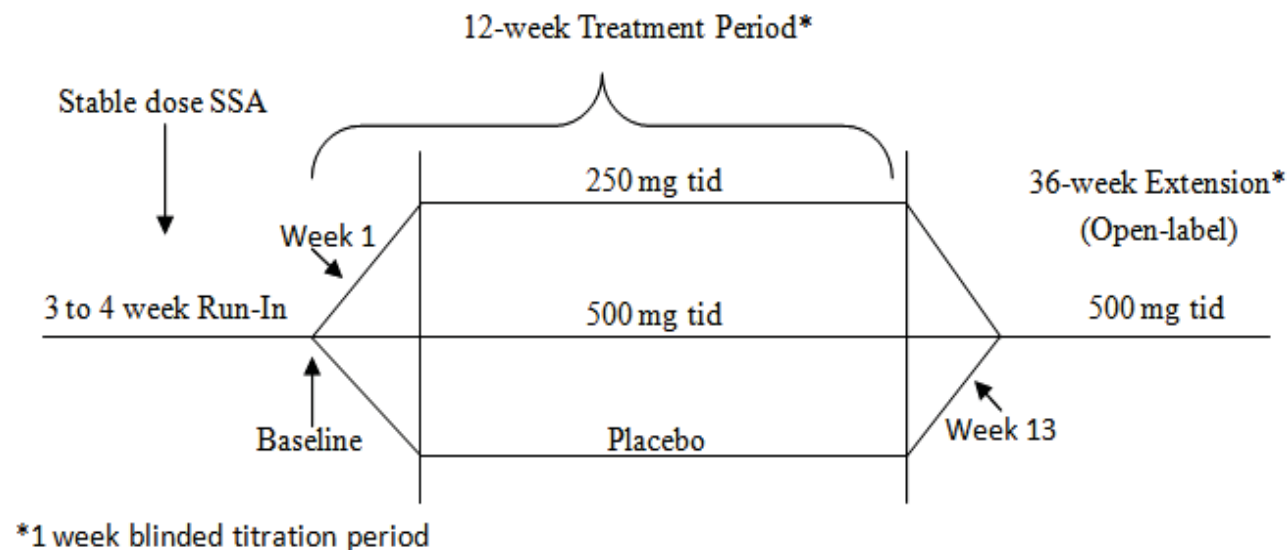 12-week Treatment Period*
Stable dose SSA
250 mg tid
36-week Extension*
(Open-label)
Week 1
3 to 4 week Run-In
500 mg tid
500 mg tid
Baseline
Placebo
Week 13
*1 week blinded titration period